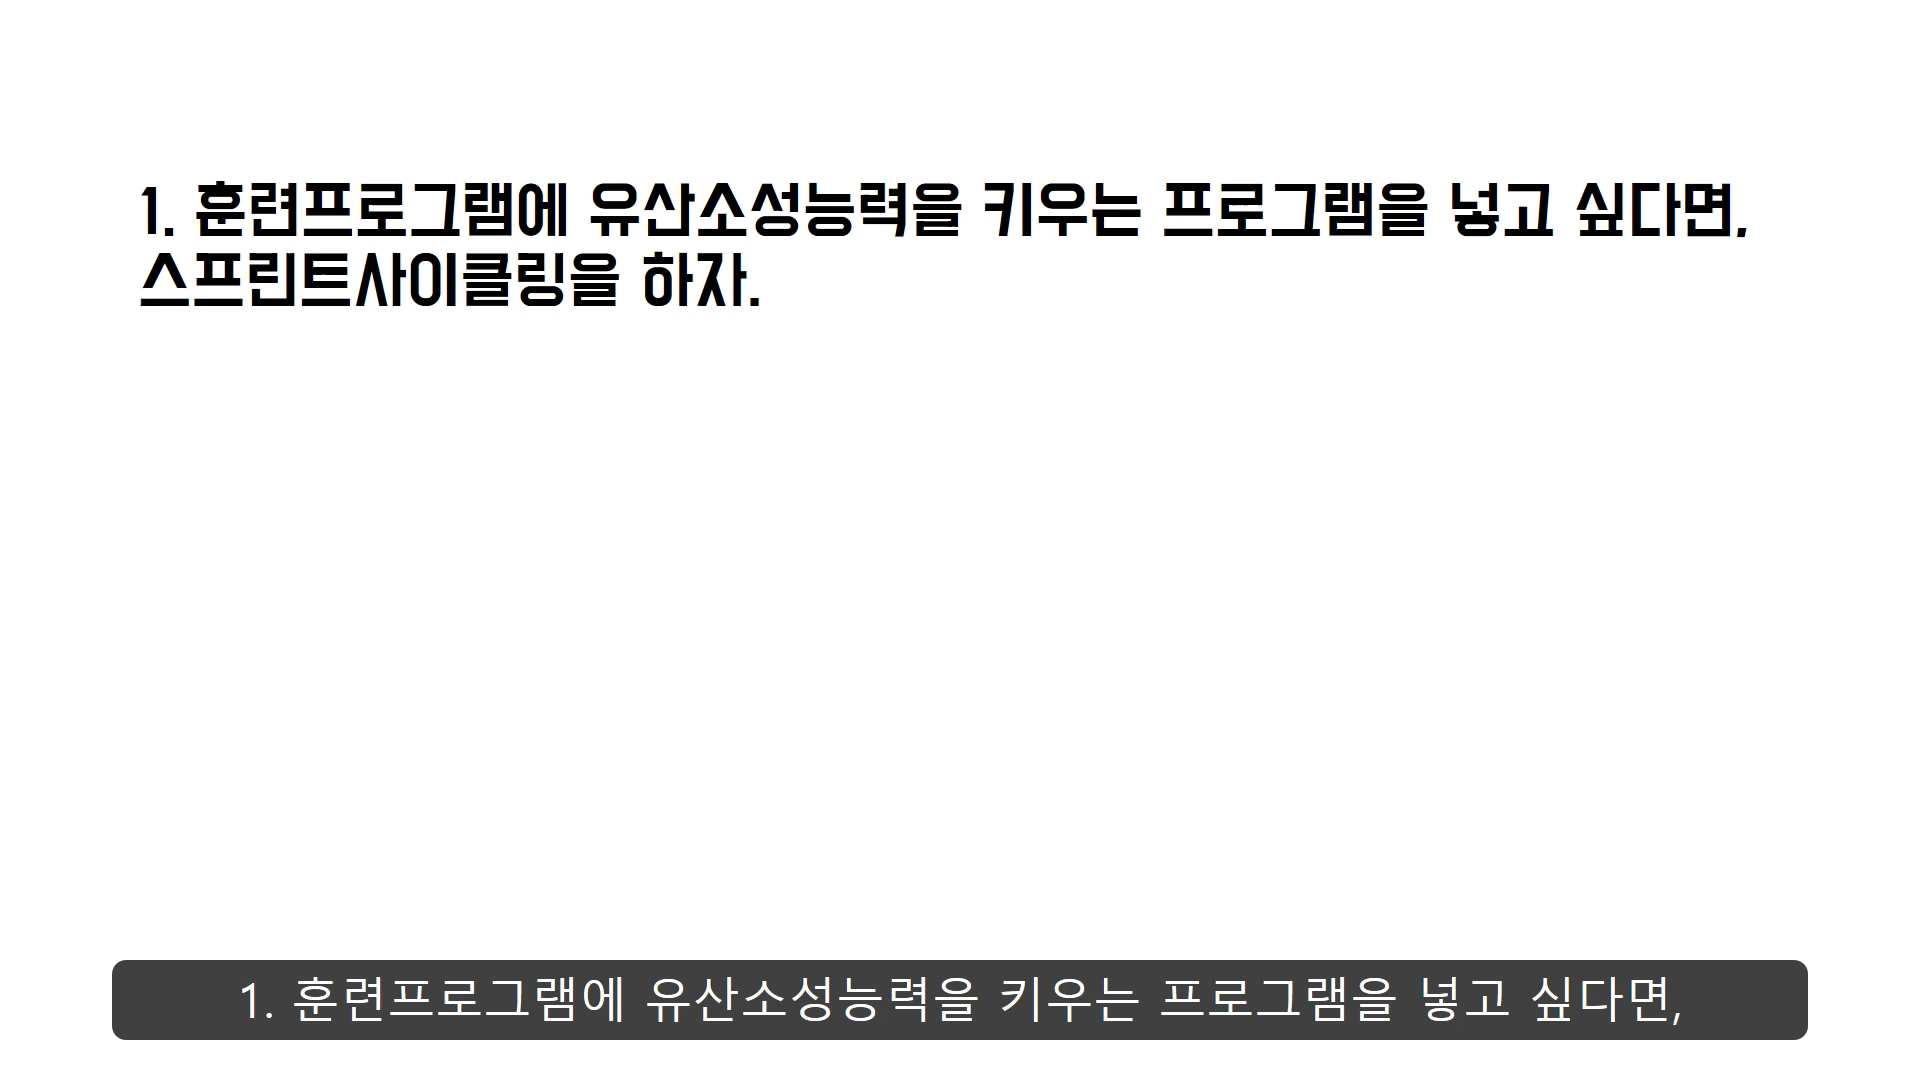 1. 훈련프로그램에 유산소성능력을 키우는 프로그램을 넣고 싶다면,
스프린트사이클링을 하자.
1. 훈련프로그램에 유산소성능력을 키우는 프로그램을 넣고 싶다면,